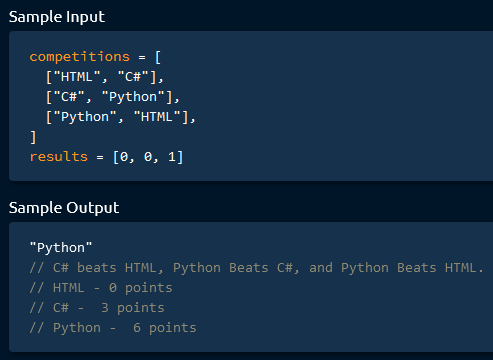 Sample Input
competitions = [
["HTML", "C#"],
["C#", "Python"],
["Python", "HTML"],
]
results = [0, 0, 1]
Sample Output
"Python"
// C# beats HTML, Python Beats C#, and Python Beats HTML.
// HTML - 0 points
// C# -  3 points
// Python -  6 points